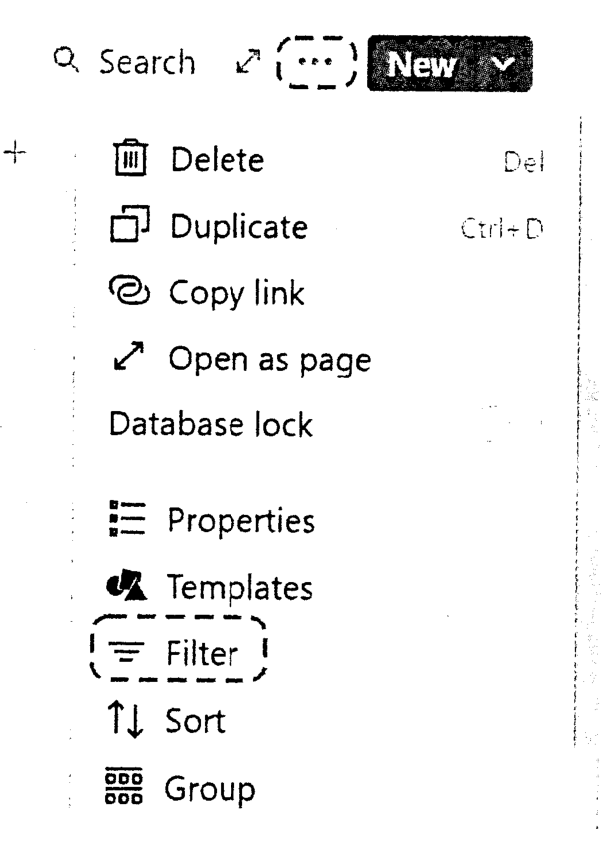 Search ... New
Delete Del
Duplicate Ctrl+D
Copy link
Open as page
Database lock
Properties
Templates
Filter
Sort
Group